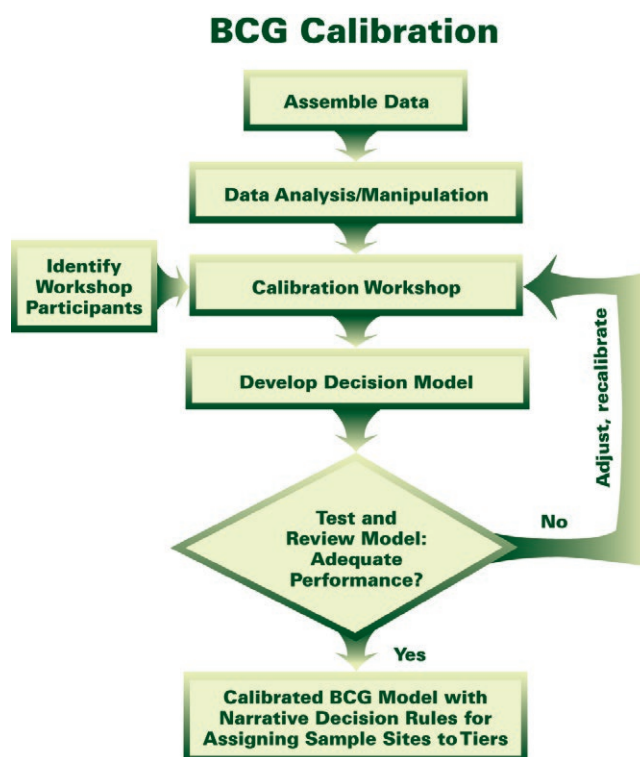 BCG Calibration
Assemble Data
Data Analysis/Manipulation
Identify
Workshop
Participants
Calibration Workshop
Develop Decision Model
Adjust, recalibrate
Test and
Review Model:
Adequate
Performance?
No
Yes
Calibrated BCG Model with
Narrative Decision Rules for
Assigning Sample Sites to Tiers